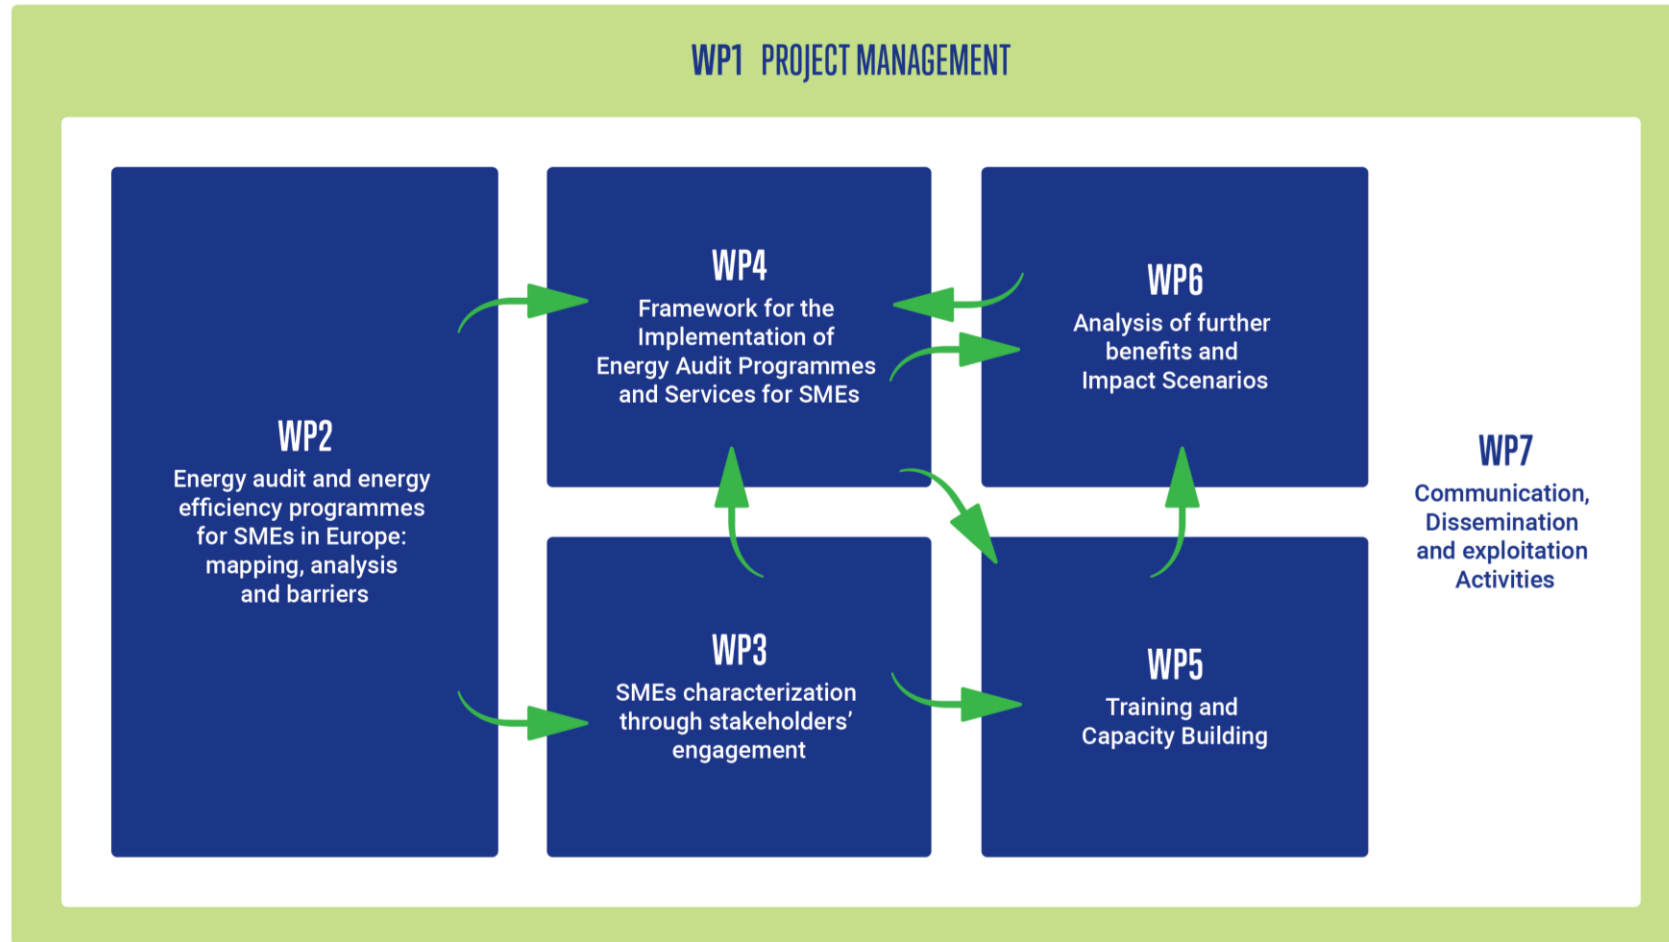 WP1 PROJECT MANAGEMENT
WP2
Energy audit and energy
efficiency programmes
for SMEs in Europe:
mapping, analysis
and barriers
WP4
Framework for the
Implementation of
Energy Audit Programmes
and Services for SMEs
WP3
SMEs characterization
through stakeholders’
engagement
WP6
Analysis of further
benefits and
Impact Scenarios
WP5
Training and
Capacity Building
WP7
Communication,
Dissemination
and exploitation
Activities